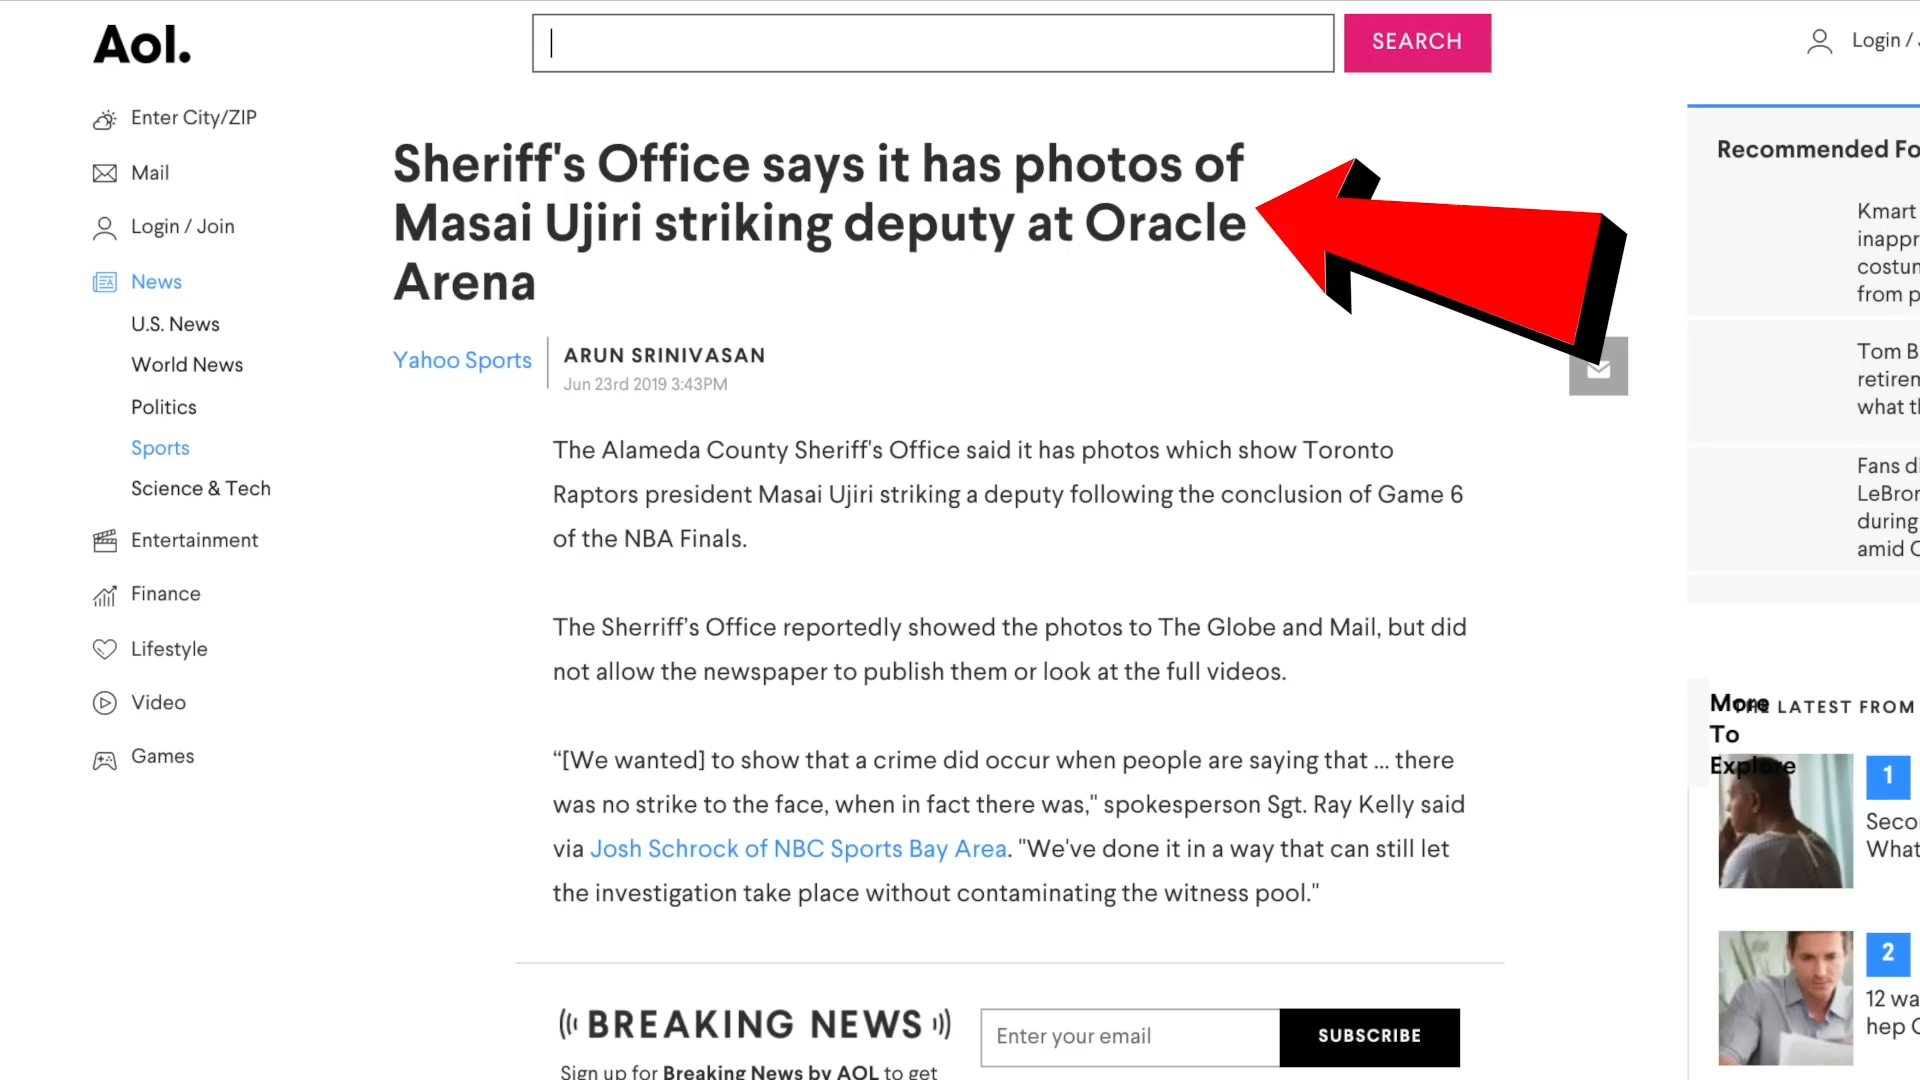 Aol.
SEARCH
Login /
Enter City/ZIP
Mail
Login / Join
News
U.S. News
World News
Politics
Sports
Science & Tech
Entertainment
Finance
Lifestyle
Video
Games
Sheriff's Office says it has photos of
Masai Ujiri striking deputy at Oracle
Arena
Yahoo Sports
ARUN SRINIVASAN
Jun 23rd 2019 3:43PM
The Alameda County Sheriff's Office said it has photos which show Toronto
Raptors president Masai Ujiri striking a deputy following the conclusion of Game 6
of the NBA Finals.
The Sherriff’s Office reportedly showed the photos to The Globe and Mail, but did
not allow the newspaper to publish them or look at the full videos.
“[We wanted] to show that a crime did occur when people are saying that ... there
was no strike to the face, when in fact there was," spokesperson Sgt. Ray Kelly said
via Josh Schrock of NBC Sports Bay Area. "We've done it in a way that can still let
the investigation take place without contaminating the witness pool."
BREAKING NEWS
Enter your email
SUBSCRIBE
Sign up for Breaking News by AOL to get
Recommended Fo
Kmart
inappr
costum
from p
Tom B
retirem
what t
Fans di
LeBron
during
amid
More
To
Explore
THE LATEST FROM
1
Seco
What
2
12 wa
hep